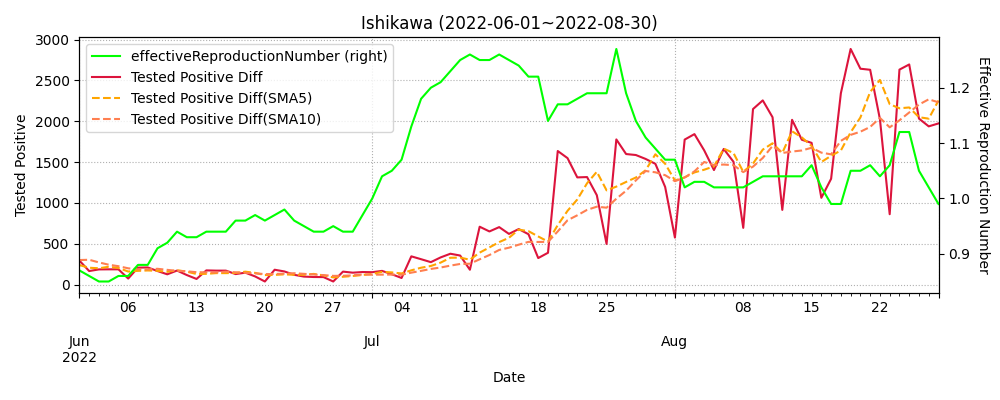 Ishikawa (2022-06-01~2022-08-30)
effectiveReproductionNumber (right)
Tested Positive Diff
Tested Positive Diff(SMA5)
Tested Positive Diff(SMA10)
Tested Positive
3000
2500
2000
1500
1000
500
0
1.2
1.1
1.0
0.9
Effective Reproduction Number
06 13 20 27 04 11 18 25 08 15 22
Jun Jul Aug
2022
Date